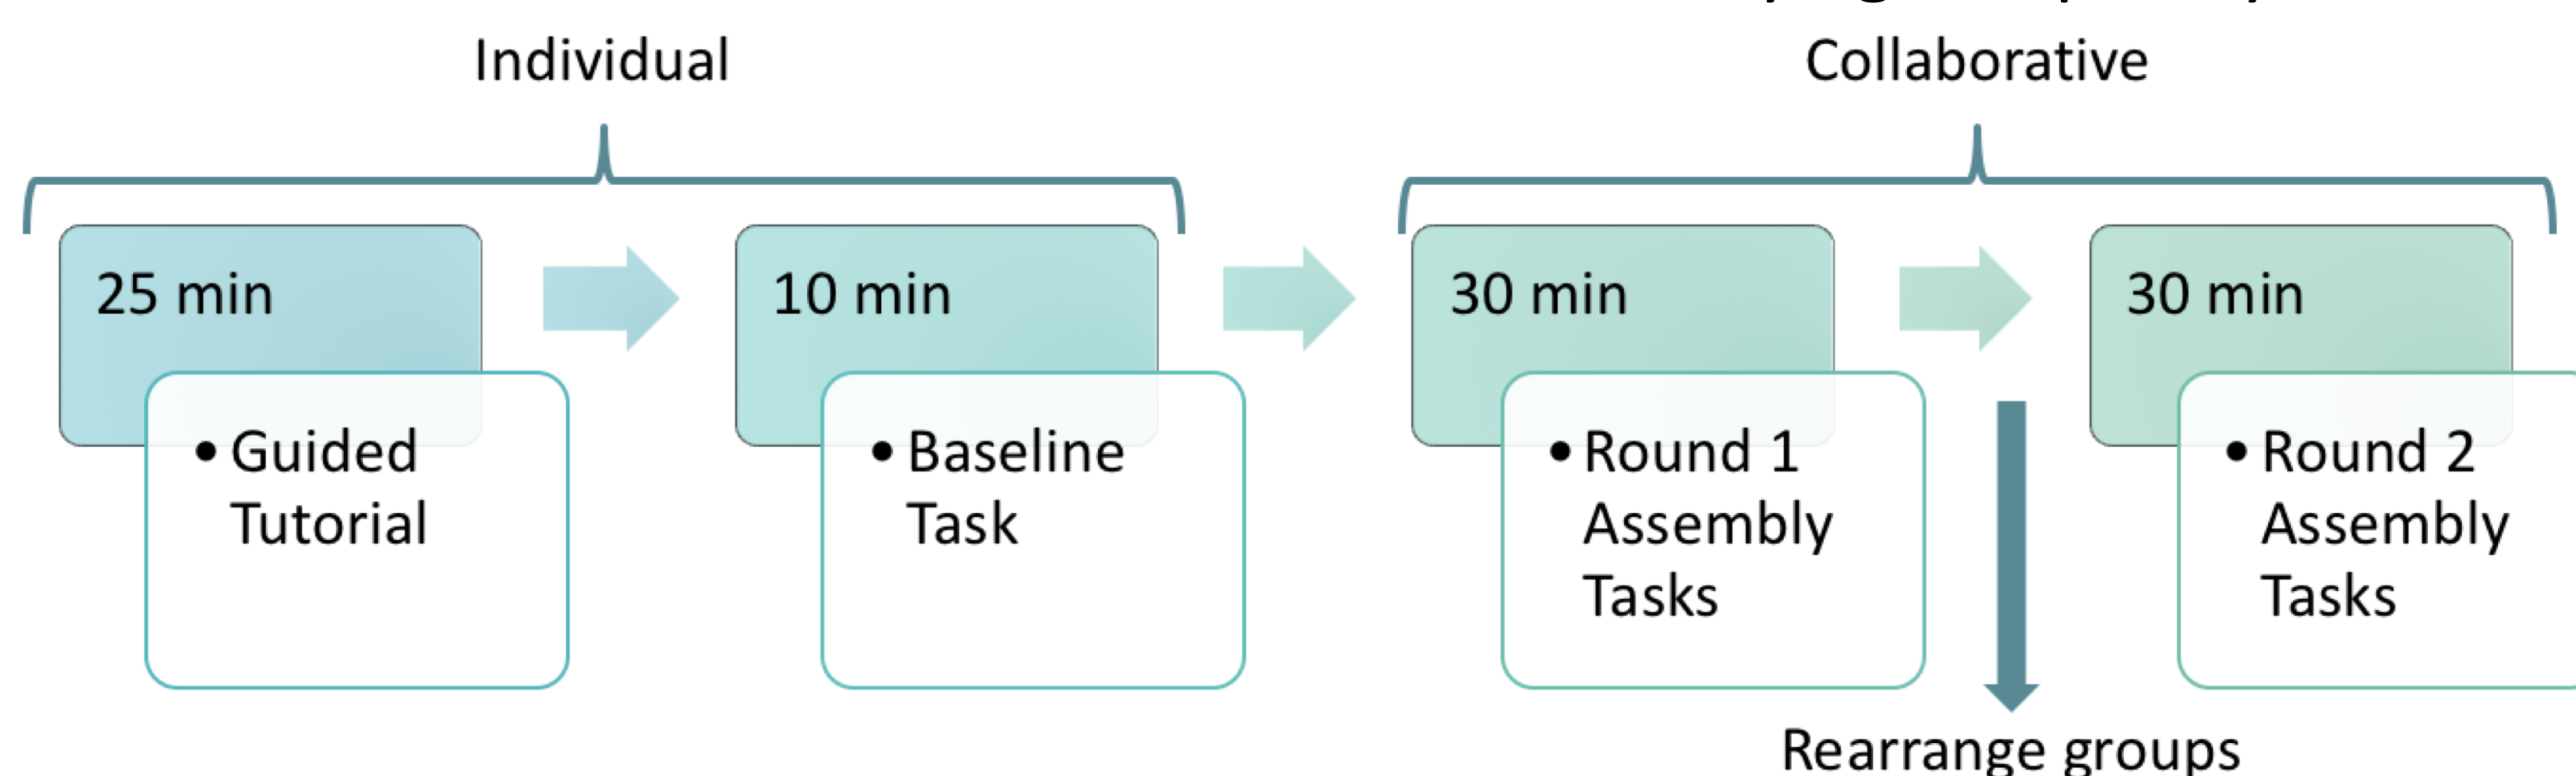 Individual
Collaborative
25 min
• Guided
Tutorial
10 min
• Baseline
Task
30 min
• Round 1
Assembly
Tasks
30 min
• Round 2
Assembly
Tasks
Rearrange groups